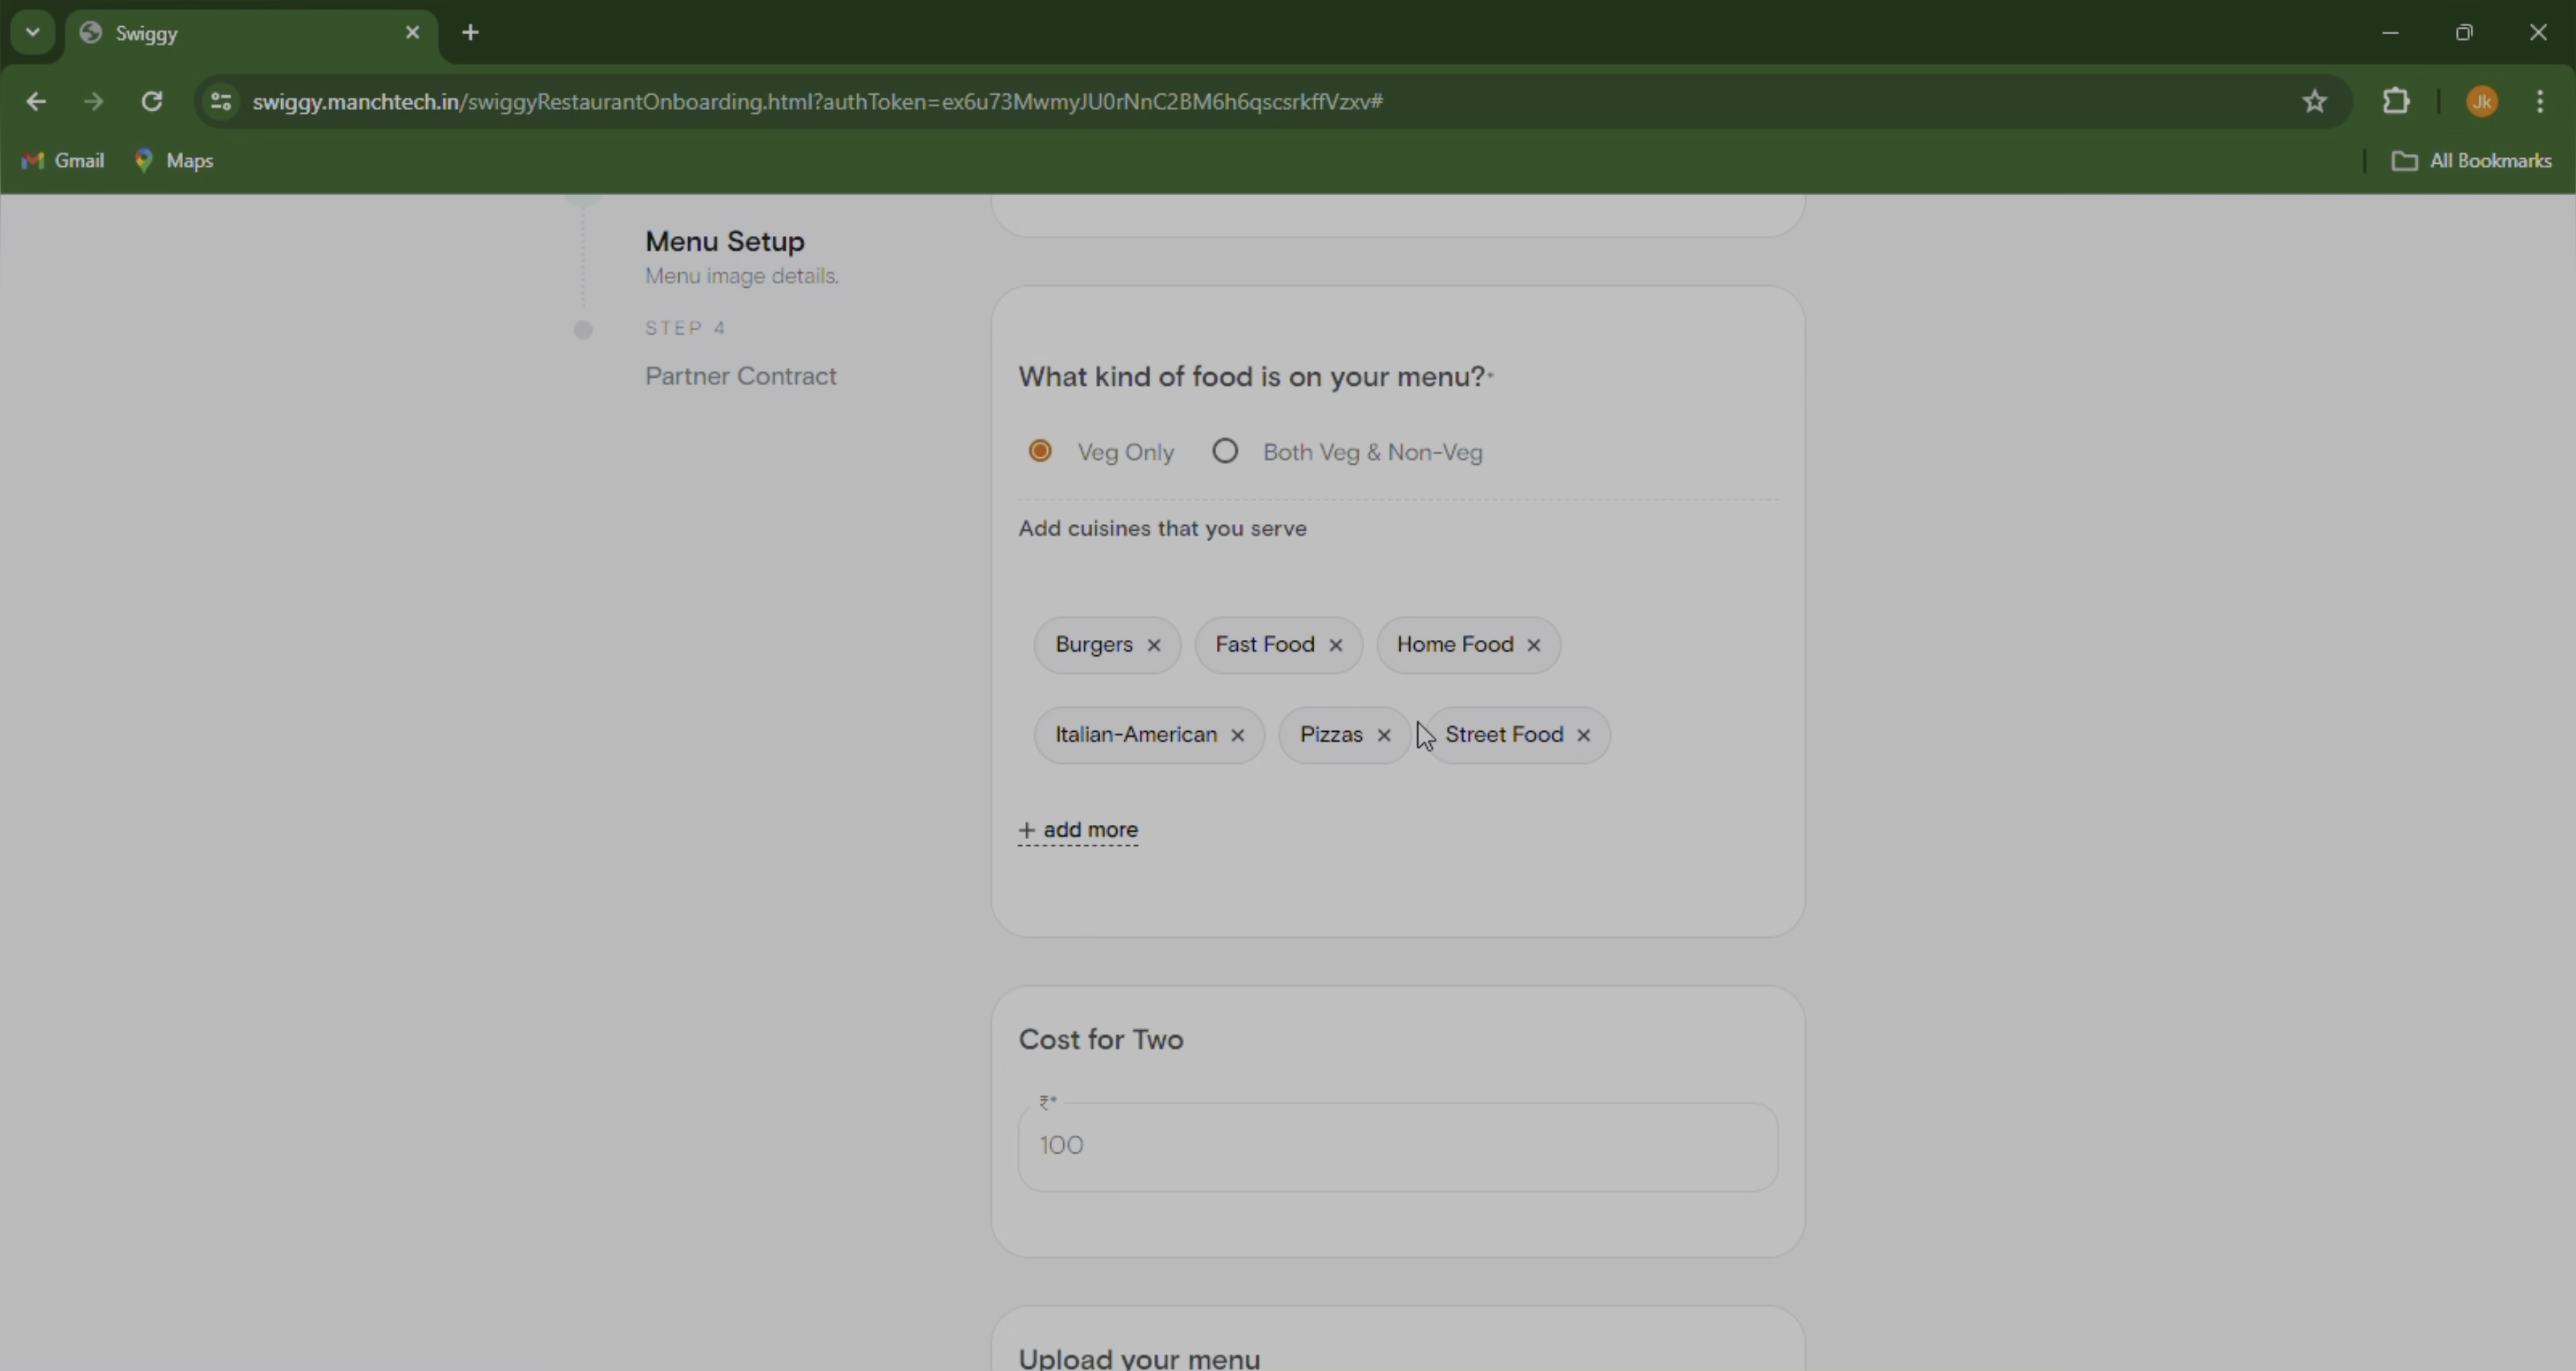 Swiggy
swiggy.manchtech.in/swiggyRestaurantOnboarding.html?authToken=ex6u73MwmyJU0rNnC2BM6h6qscsrkffVzxv#
Jk
Gmail
Maps
All Bookmarks
Menu Setup
Menu image details.
STEP 4
Partner Contract
What kind of food is on your menu?*
Veg Only
Both Veg & Non-Veg
Add cuisines that you serve
Burgers ×
Fast Food ×
Home Food ×
Italian-American ×
Pizzas ×
Street Food ×
+ add more
Cost for Two
₹*
100
Upload your menu